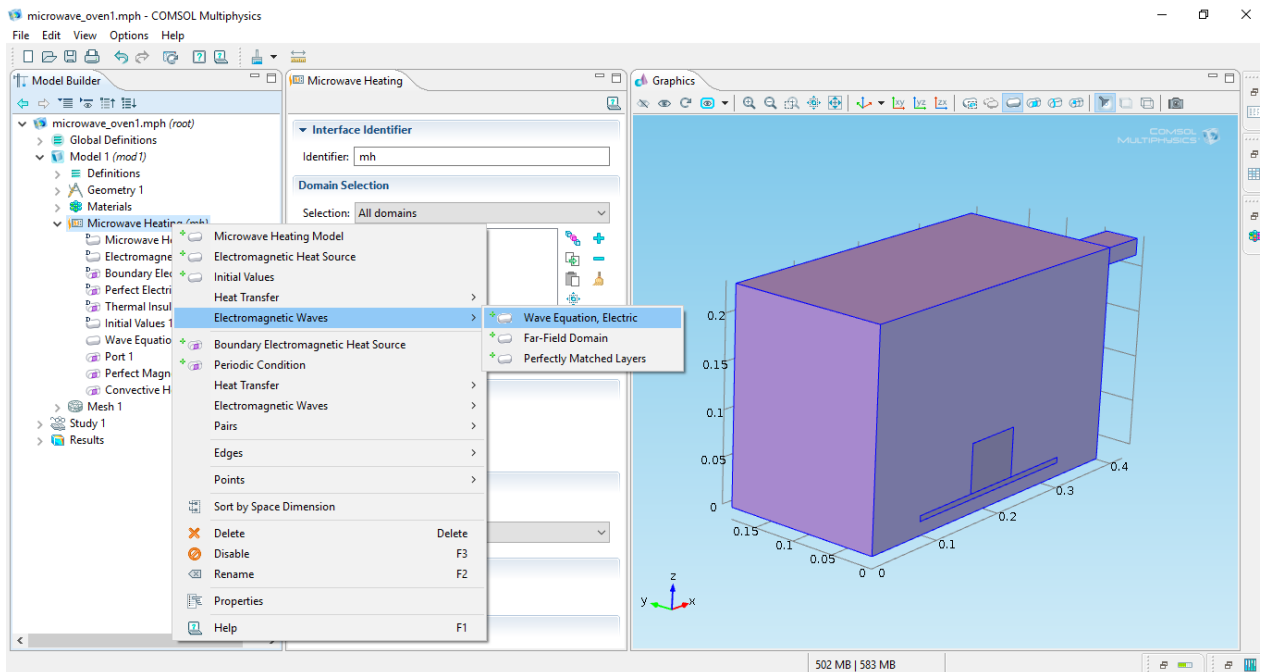 microwave_oven1.mph - COMSOL Multiphysics
File Edit View Options Help
Model Builder
microwave_oven1.mph (root)
Global Definitions
Model 1 (mod1)
Definitions
Geometry 1
Materials
Microwave Heating (mh)
Microwave H
Electromagne
Boundary Elec
Perfect Electri
Thermal Insul
Initial Values 1
Wave Equatio
Port 1
Perfect Magn
Convective H
Mesh 1
Study 1
Results
Microwave Heating Model
Electromagnetic Heat Source
Initial Values
Heat Transfer
Electromagnetic Waves
Boundary Electromagnetic Heat Source
Periodic Condition
Heat Transfer
Electromagnetic Waves
Pairs
Edges
Points
Sort by Space Dimension
Delete Delete
Disable F3
Rename F2
Properties
Help F1
Wave Equation, Electric
Far-Field Domain
Perfectly Matched Layers
Microwave Heating
Interface Identifier
Identifier: mh
Domain Selection
Selection: All domains
Graphics
xy yz zx
COMSOL
MULTIPHYSICS
0.2
0.15
0.1
0.05
0
0.15
0.1
0.05
0
0
0.1
0.2
0.3
0.4
z
y x
502 MB | 583 MB